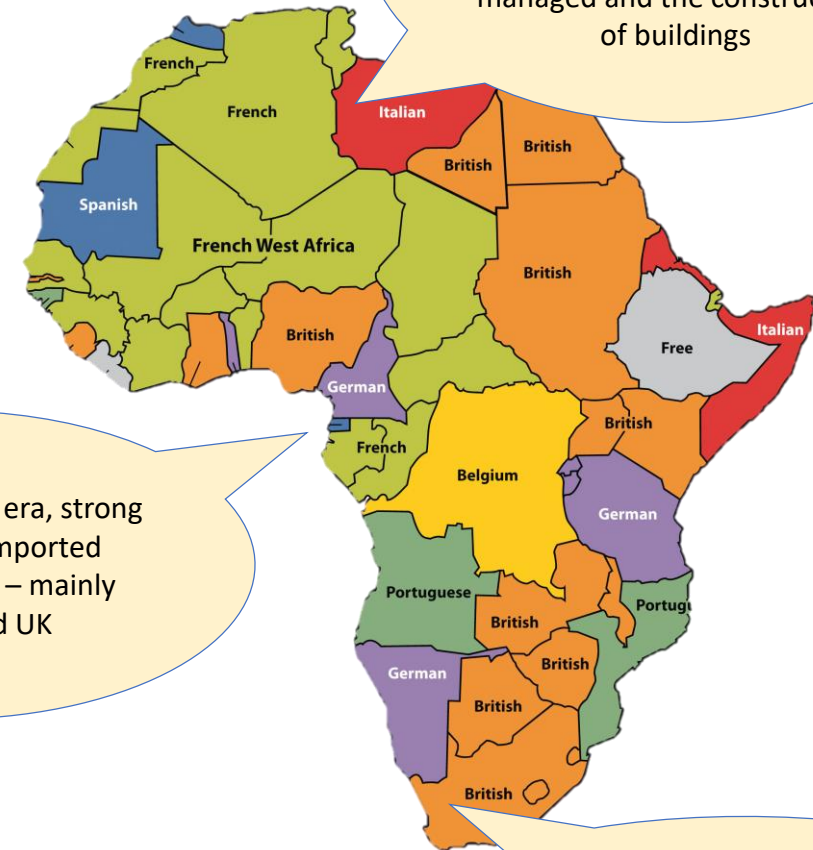 managed and the construc
of buildings
French
French
Italian
British
British
Spanish
French West Africa
British
British
Italian
Free
German
British
French
era, strong
mported
– mainly
d UK
Belgium
German
Portuguese
Portug
British
British
German
British
British